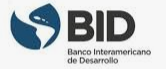 BID
Banco Interamericano
de Desarrollo